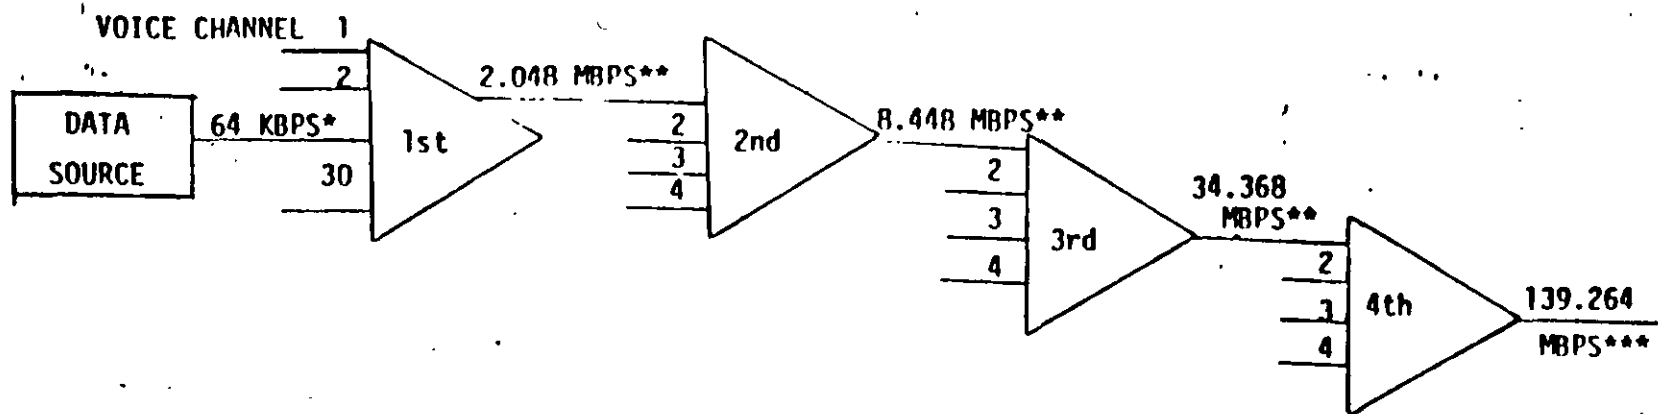 VOICE CHANNEL 1
2
DATA
SOURCE
64 KBPS*
30
1st
2.048 MBPS**
2
3
4
2nd
8.448 MBPS**
2
3
4
3rd
34.368
MBPS**
2
3
4
4th
139.264
MBPS***